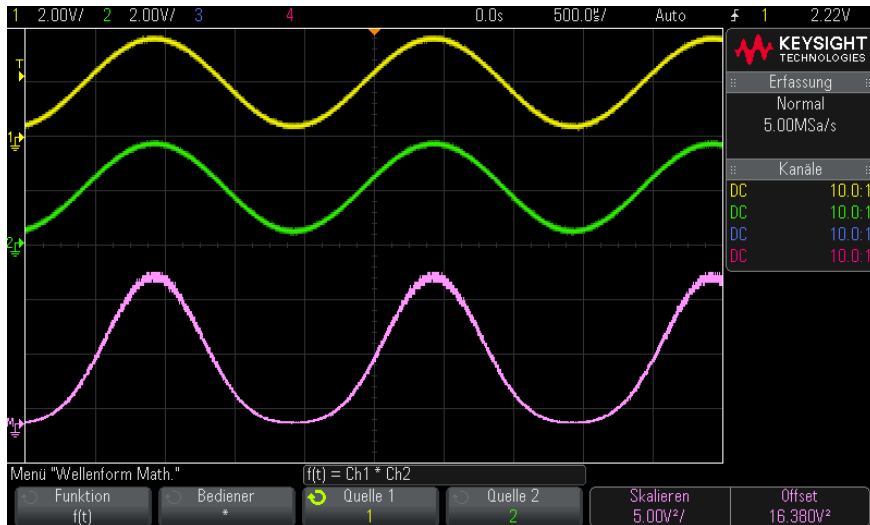 1 2.00V/ 2 2.00V/ 3 4 0.0s 500.0µs/ Auto 1 2.22V
KEYSIGHT
TECHNOLOGIES
Erfassung
Normal
5.00MSa/s
Kanäle
DC 10.0:1
DC 10.0:1
DC 10.0:1
DC 10.0:1
T
1
2
M
Menü "Wellenform Math."
f(t) = Ch1 * Ch2
Funktion
f(t)
Bediener
*
Quelle 1
1
Quelle 2
2
Skalieren
5.00V²/
Offset
16.380V²